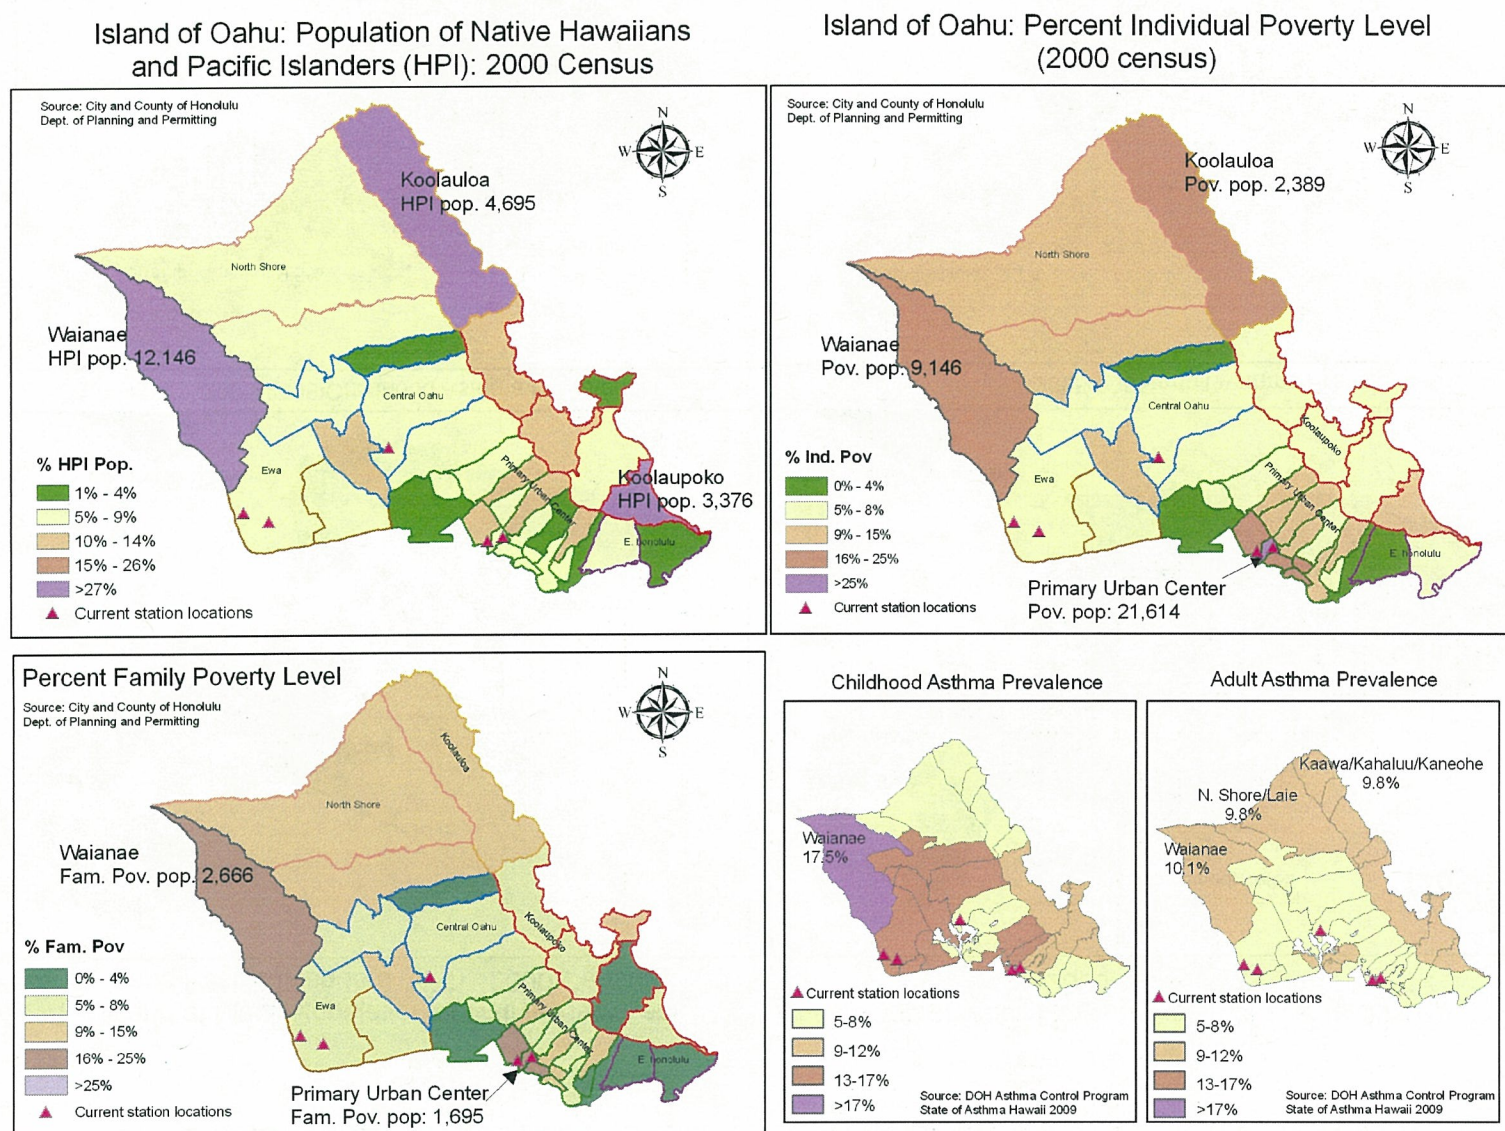 Island of Oahu: Population of Native Hawaiians
and Pacific Islanders (HPI): 2000 Census
Source: City and County of Honolulu
Dept. of Planning and Permitting
N
W
E
S
Koolauloa
HPI pop. 4,695
North Shore
Waianae
HPI pop. 12,146
Central Oahu
Ewa
Primary Urban Center
Koolaupoko
HPI pop. 3,376
E. Honolulu
% HPI Pop.
1% - 4%
5% - 9%
10% - 14%
15% - 26%
>27%
Current station locations
Island of Oahu: Percent Individual Poverty Level
(2000 census)
Source: City and County of Honolulu
Dept. of Planning and Permitting
N
W
E
S
Koolauloa
Pov. pop. 2,389
North Shore
Waianae
Pov. pop. 9,146
Central Oahu
Koolaupoko
Ewa
Primary Urban Center
E. Honolulu
% Ind. Pov
0% - 4%
5% - 8%
9% - 15%
16% - 25%
>25%
Current station locations
Primary Urban Center
Pov. pop: 21,614
Percent Family Poverty Level
Source: City and County of Honolulu
Dept. of Planning and Permitting
N
W
E
S
Koolauloa
North Shore
Waianae
Fam. Pov. pop. 2,666
Central Oahu
Koolaupoko
Ewa
Primary Urban Center
E. Honolulu
% Fam. Pov
0% - 4%
5% - 8%
9% - 15%
16% - 25%
>25%
Current station locations
Primary Urban Center
Fam. Pov. pop: 1,695
Childhood Asthma Prevalence
Waianae
17.5%
Current station locations
5-8%
9-12%
13-17%
>17%
Source: DOH Asthma Control Program
State of Asthma Hawaii 2009
Adult Asthma Prevalence
Kaawa/Kahaluu/Kaneohe
9.8%
N. Shore/Laie
9.8%
Waianae
10.1%
Current station locations
5-8%
9-12%
13-17%
>17%
Source: DOH Asthma Control Program
State of Asthma Hawaii 2009